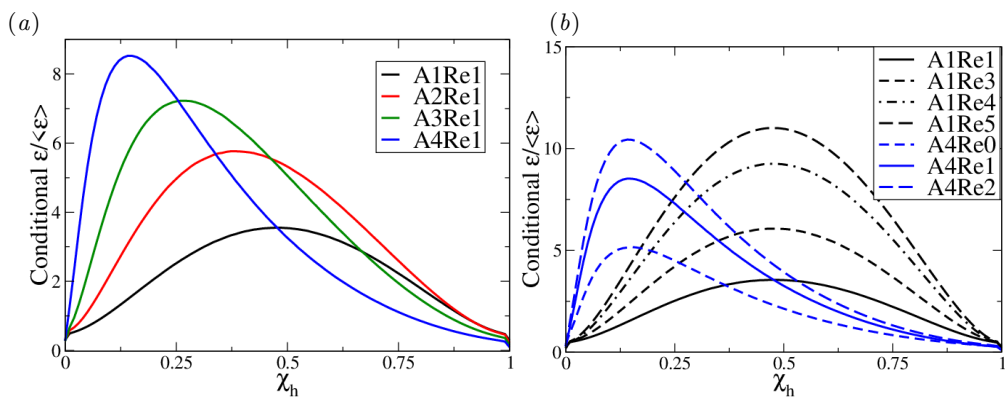 (a)
Conditional ε/<ε>
8
6
4
2
0
0
0.25
0.5
0.75
1
χh
A1Re1
A2Re1
A3Re1
A4Re1
(b)
Conditional ε/<ε>
15
10
5
0
0
0.25
0.5
0.75
1
χh
A1Re1
A1Re3
A1Re4
A1Re5
A4Re0
A4Re1
A4Re2